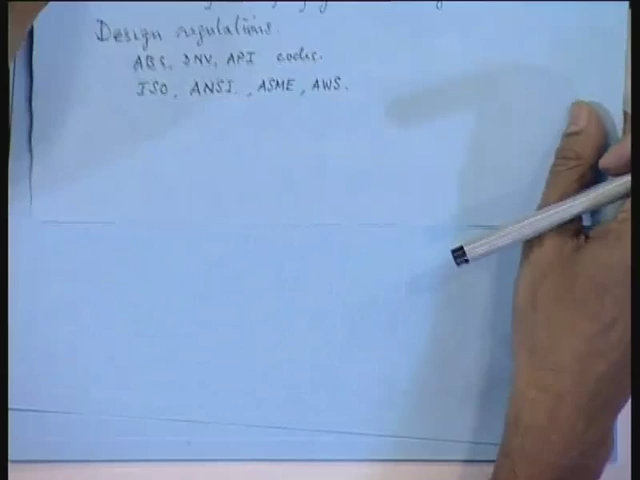 Design regulations.
ABS, DNV, API codes.
ISO, ANSI, ASME, AWS.